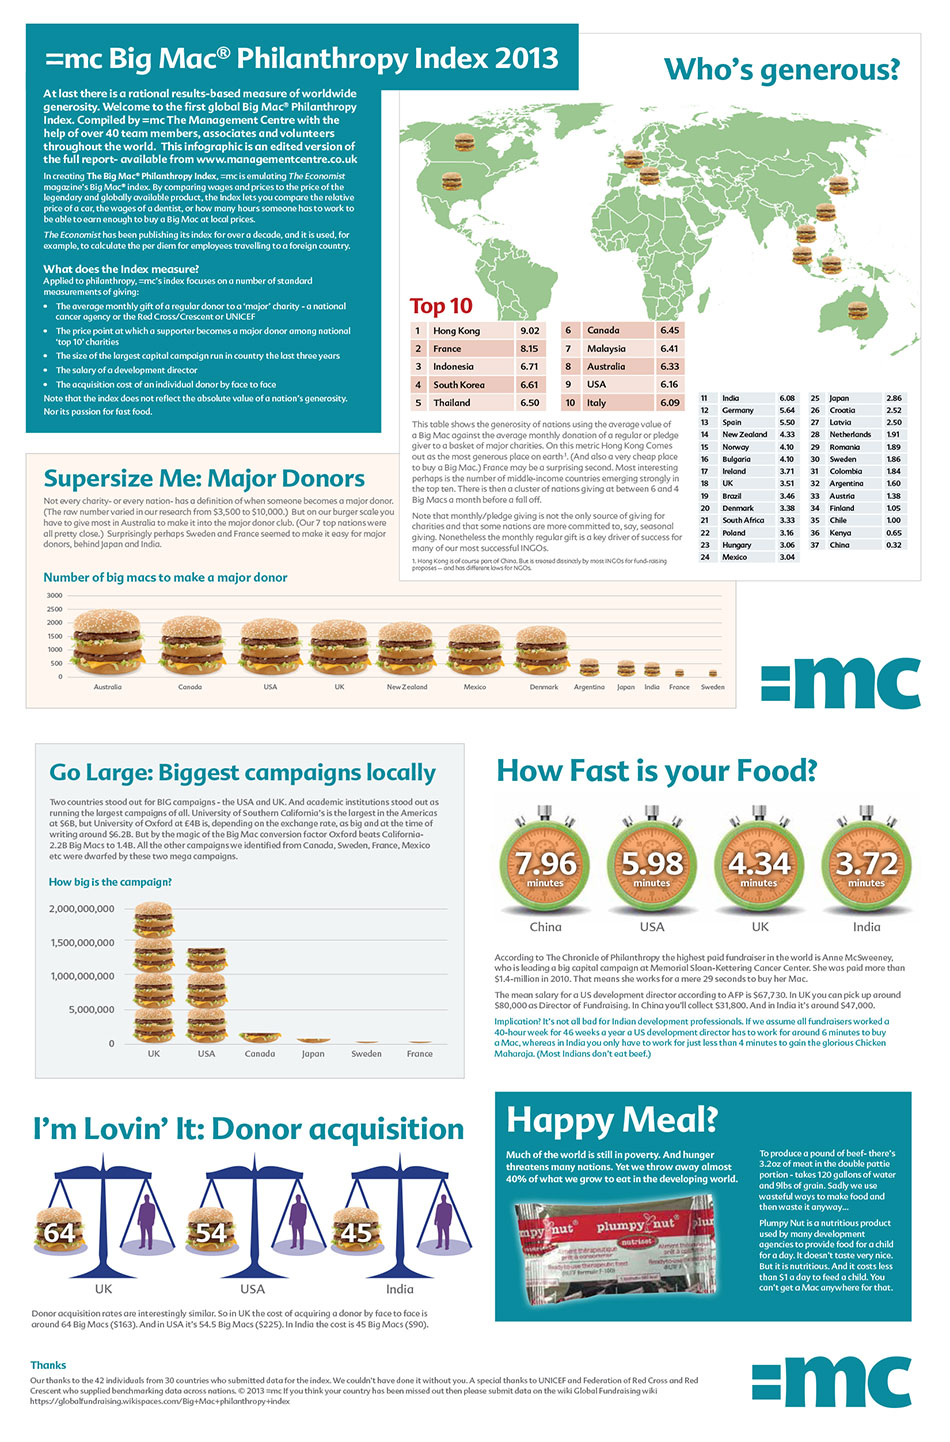 =mc Big Mac® Philanthropy Index 2013
At last there is a rational results-based measure of worldwide
generosity. Welcome to the first global Big Mac® Philanthropy
Index. Compiled by =mc The Management Centre with the
help of over 40 team members, associates and volunteers
throughout the world. This infographic is an edited version of
the full report- available from www.managementcentre.co.uk
In creating The Big Mac® Philanthropy Index, =mc is emulating The Economist
magazine's Big Mac® index. By comparing wages and prices to the price of the
legendary and globally available product, the Index lets you compare the relative
price of a car, the wages of a dentist, or how many hours someone has to work to
be able to earn enough to buy a Big Mac at local prices.
The Economist has been publishing its index for over a decade, and it is used, for
example, to calculate the per diem for employees travelling to a foreign country.
What does the Index measure?
Applied to philanthropy, =mc's index focuses on a number of standard
measurements of giving:
• The average monthly gift of a regular donor to a 'major' charity - a national
cancer agency or the Red Cross/Crescent or UNICEF
• The price point at which a supporter becomes a major donor among national
'top 10' charities
• The size of the largest capital campaign run in country the last three years
• The salary of a development director
• The acquisition cost of an individual donor by face to face
Note that the index does not reflect the absolute value of a nation's generosity.
Nor its passion for fast food.
Who's generous?
Top 10
1 Hong Kong 9.02
2 France 8.15
3 Indonesia 6.71
4 South Korea 6.61
5 Thailand 6.50
6 Canada 6.45
7 Malaysia 6.41
8 Australia 6.33
9 USA 6.16
10 Italy 6.09
11 India 6.08
12 Germany 5.64
13 Spain 5.50
14 New Zealand 4.33
15 Norway 4.10
16 Bulgaria 4.10
17 Ireland 3.71
18 UK 3.51
19 Brazil 3.46
20 Denmark 3.38
21 South Africa 3.33
22 Poland 3.16
23 Hungary 3.06
24 Mexico 3.04
25 Japan 2.86
26 Croatia 2.52
27 Latvia 2.50
28 Netherlands 1.91
29 Romania 1.89
30 Sweden 1.86
31 Colombia 1.84
32 Argentina 1.60
33 Austria 1.38
34 Finland 1.05
35 Chile 1.00
36 Kenya 0.65
37 China 0.32
This table shows the generosity of nations using the average value of
a Big Mac against the average monthly donation of a regular or pledge
giver to a basket of major charities. On this metric Hong Kong Comes
out as the most generous place on earth¹. (And also a very cheap place
to buy a Big Mac.) France may be a surprising second. Most interesting
perhaps is the number of middle-income countries emerging strongly in
the top ten. There is then a cluster of nations giving at between 6 and 4
Big Macs a month before a fall off.
Note that monthly/pledge giving is not the only source of giving for
charities and that some nations are more committed to, say, seasonal
giving. Nonetheless the monthly regular gift is a key driver of success for
many of our most successful INGOs.
1. Hong Kong is of course part of China. But is treated distinctly by most INGOs for fund-raising
proposes – and has different laws for NGOs.
Supersize Me: Major Donors
Not every charity- or every nation- has a definition of when someone becomes a major donor.
(The raw number varied in our research from $3,500 to $10,000.) But on our burger scale you
have to give most in Australia to make it into the major donor club. (Our 7 top nations were
all pretty close.) Surprisingly perhaps Sweden and France seemed to make it easy for major
donors, behind Japan and India.
Number of big macs to make a major donor
3000
2500
2000
1500
1000
500
0
Australia Canada USA UK New Zealand Mexico Denmark Argentina Japan India France Sweden
=mc
Go Large: Biggest campaigns locally
Two countries stood out for BIG campaigns - the USA and UK. And academic institutions stood out as
running the largest campaigns of all. University of Southern California's is the largest in the Americas
at $6B, but University of Oxford at £4B is, depending on the exchange rate, as big and at the time of
writing around $6.2B. But by the magic of the Big Mac conversion factor Oxford beats California-
2.2B Big Macs to 1.4B. All the other campaigns we identified from Canada, Sweden, France, Mexico
etc were dwarfed by these two mega campaigns.
How big is the campaign?
2,000,000,000
1,500,000,000
1,000,000,000
5,000,000
0
UK USA Canada Japan Sweden France
How Fast is your Food?
7.96 minutes
5.98 minutes
4.34 minutes
3.72 minutes
China USA UK India
According to The Chronicle of Philanthropy the highest paid fundraiser in the world is Anne McSweeney,
who is leading a big capital campaign at Memorial Sloan-Kettering Cancer Center. She was paid more than
$1.4-million in 2010. That means she works for a mere 29 seconds to buy her Mac.
The mean salary for a US development director according to AFP is $67,730. In UK you can pick up around
$80,000 as Director of Fundraising. In China you'll collect $31,800. And in India it's around $47,000.
Implication? It's not all bad for Indian development professionals. If we assume all fundraisers worked a
40-hour week for 46 weeks a year a US development director has to work for around 6 minutes to buy
a Mac, whereas in India you only have to work for just less than 4 minutes to gain the glorious Chicken
Maharaja. (Most Indians don't eat beef.)
I'm Lovin' It: Donor acquisition
64
54
45
UK USA India
Donor acquisition rates are interestingly similar. So in UK the cost of acquiring a donor by face to face is
around 64 Big Macs ($163). And in USA it's 54.5 Big Macs ($225). In India the cost is 45 Big Macs ($90).
Happy Meal?
Much of the world is still in poverty. And hunger
threatens many nations. Yet we throw away almost
40% of what we grow to eat in the developing world.
plumpy'nut
nutriset
To produce a pound of beef- there's
3.2oz of meat in the double pattie
portion - takes 120 gallons of water
and 9lbs of grain. Sadly we use
wasteful ways to make food and
then waste it anyway...
Plumpy Nut is a nutritious product
used by many development
agencies to provide food for a child
for a day. It doesn't taste very nice.
But it is nutritious. And it costs less
than $1 a day to feed a child. You
can't get a Mac anywhere for that.
Thanks
Our thanks to the 42 individuals from 30 countries who submitted data for the index. We couldn't have done it without you. A special thanks to UNICEF and Federation of Red Cross and Red
Crescent who supplied benchmarking data across nations. © 2013 =mc If you think your country has been missed out then please submit data on the wiki Global Fundraising wiki
https://globalfundraising.wikispaces.com/Big+Mac+philanthropy+index
=mc